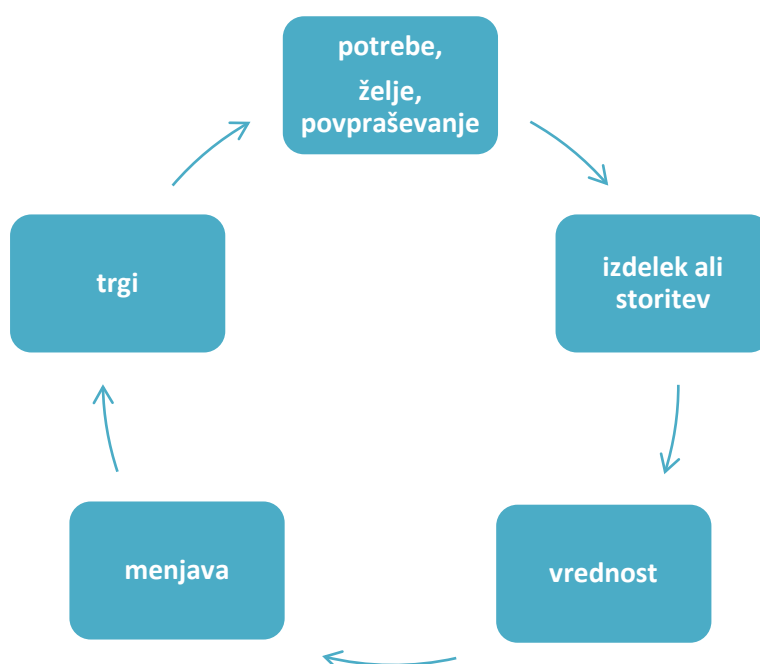 potrebe,
želje,
povpraševanje
izdelek ali
storitev
vrednost
menjava
trgi